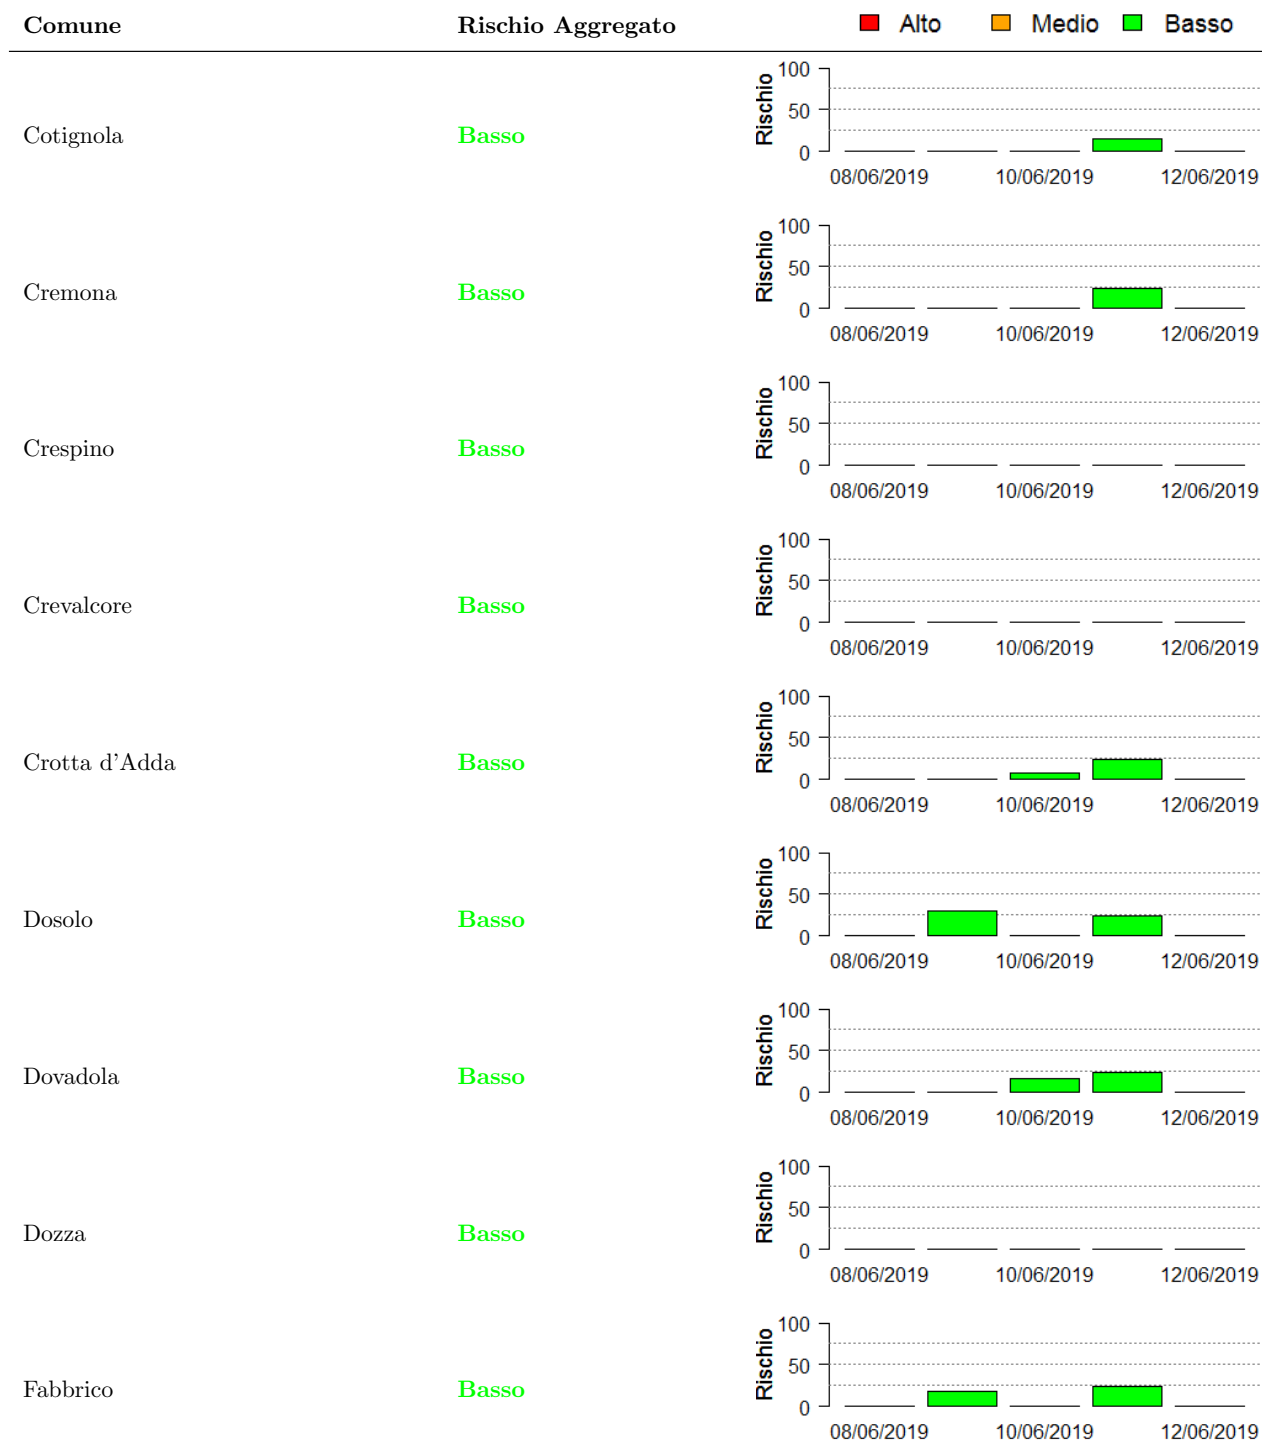 Comune Rischio Aggregato Alto Medio Basso
100
50
0
Rischio
Cotignola Basso
08/06/2019 10/06/2019 12/06/2019
100
50
0
Rischio
Cremona Basso
08/06/2019 10/06/2019 12/06/2019
100
50
0
Rischio
Crespino Basso
08/06/2019 10/06/2019 12/06/2019
100
50
0
Rischio
Crevalcore Basso
08/06/2019 10/06/2019 12/06/2019
100
50
0
Rischio
Crotta d'Adda Basso
08/06/2019 10/06/2019 12/06/2019
100
50
0
Rischio
Dosolo Basso
08/06/2019 10/06/2019 12/06/2019
100
50
0
Rischio
Dovadola Basso
08/06/2019 10/06/2019 12/06/2019
100
50
0
Rischio
Dozza Basso
08/06/2019 10/06/2019 12/06/2019
100
50
0
Rischio
Fabbrico Basso
08/06/2019 10/06/2019 12/06/2019